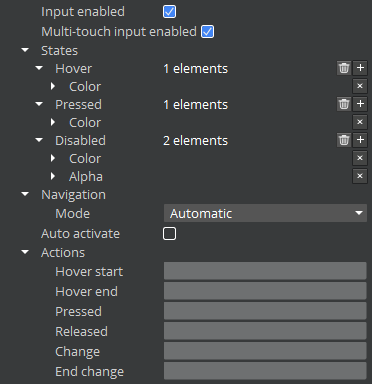 Input enabled
Multi-touch input enabled
States
Hover 1 elements
Color
Pressed 1 elements
Color
Disabled 2 elements
Color
Alpha
Navigation
Mode Automatic
Auto activate
Actions
Hover start
Hover end
Pressed
Released
Change
End change